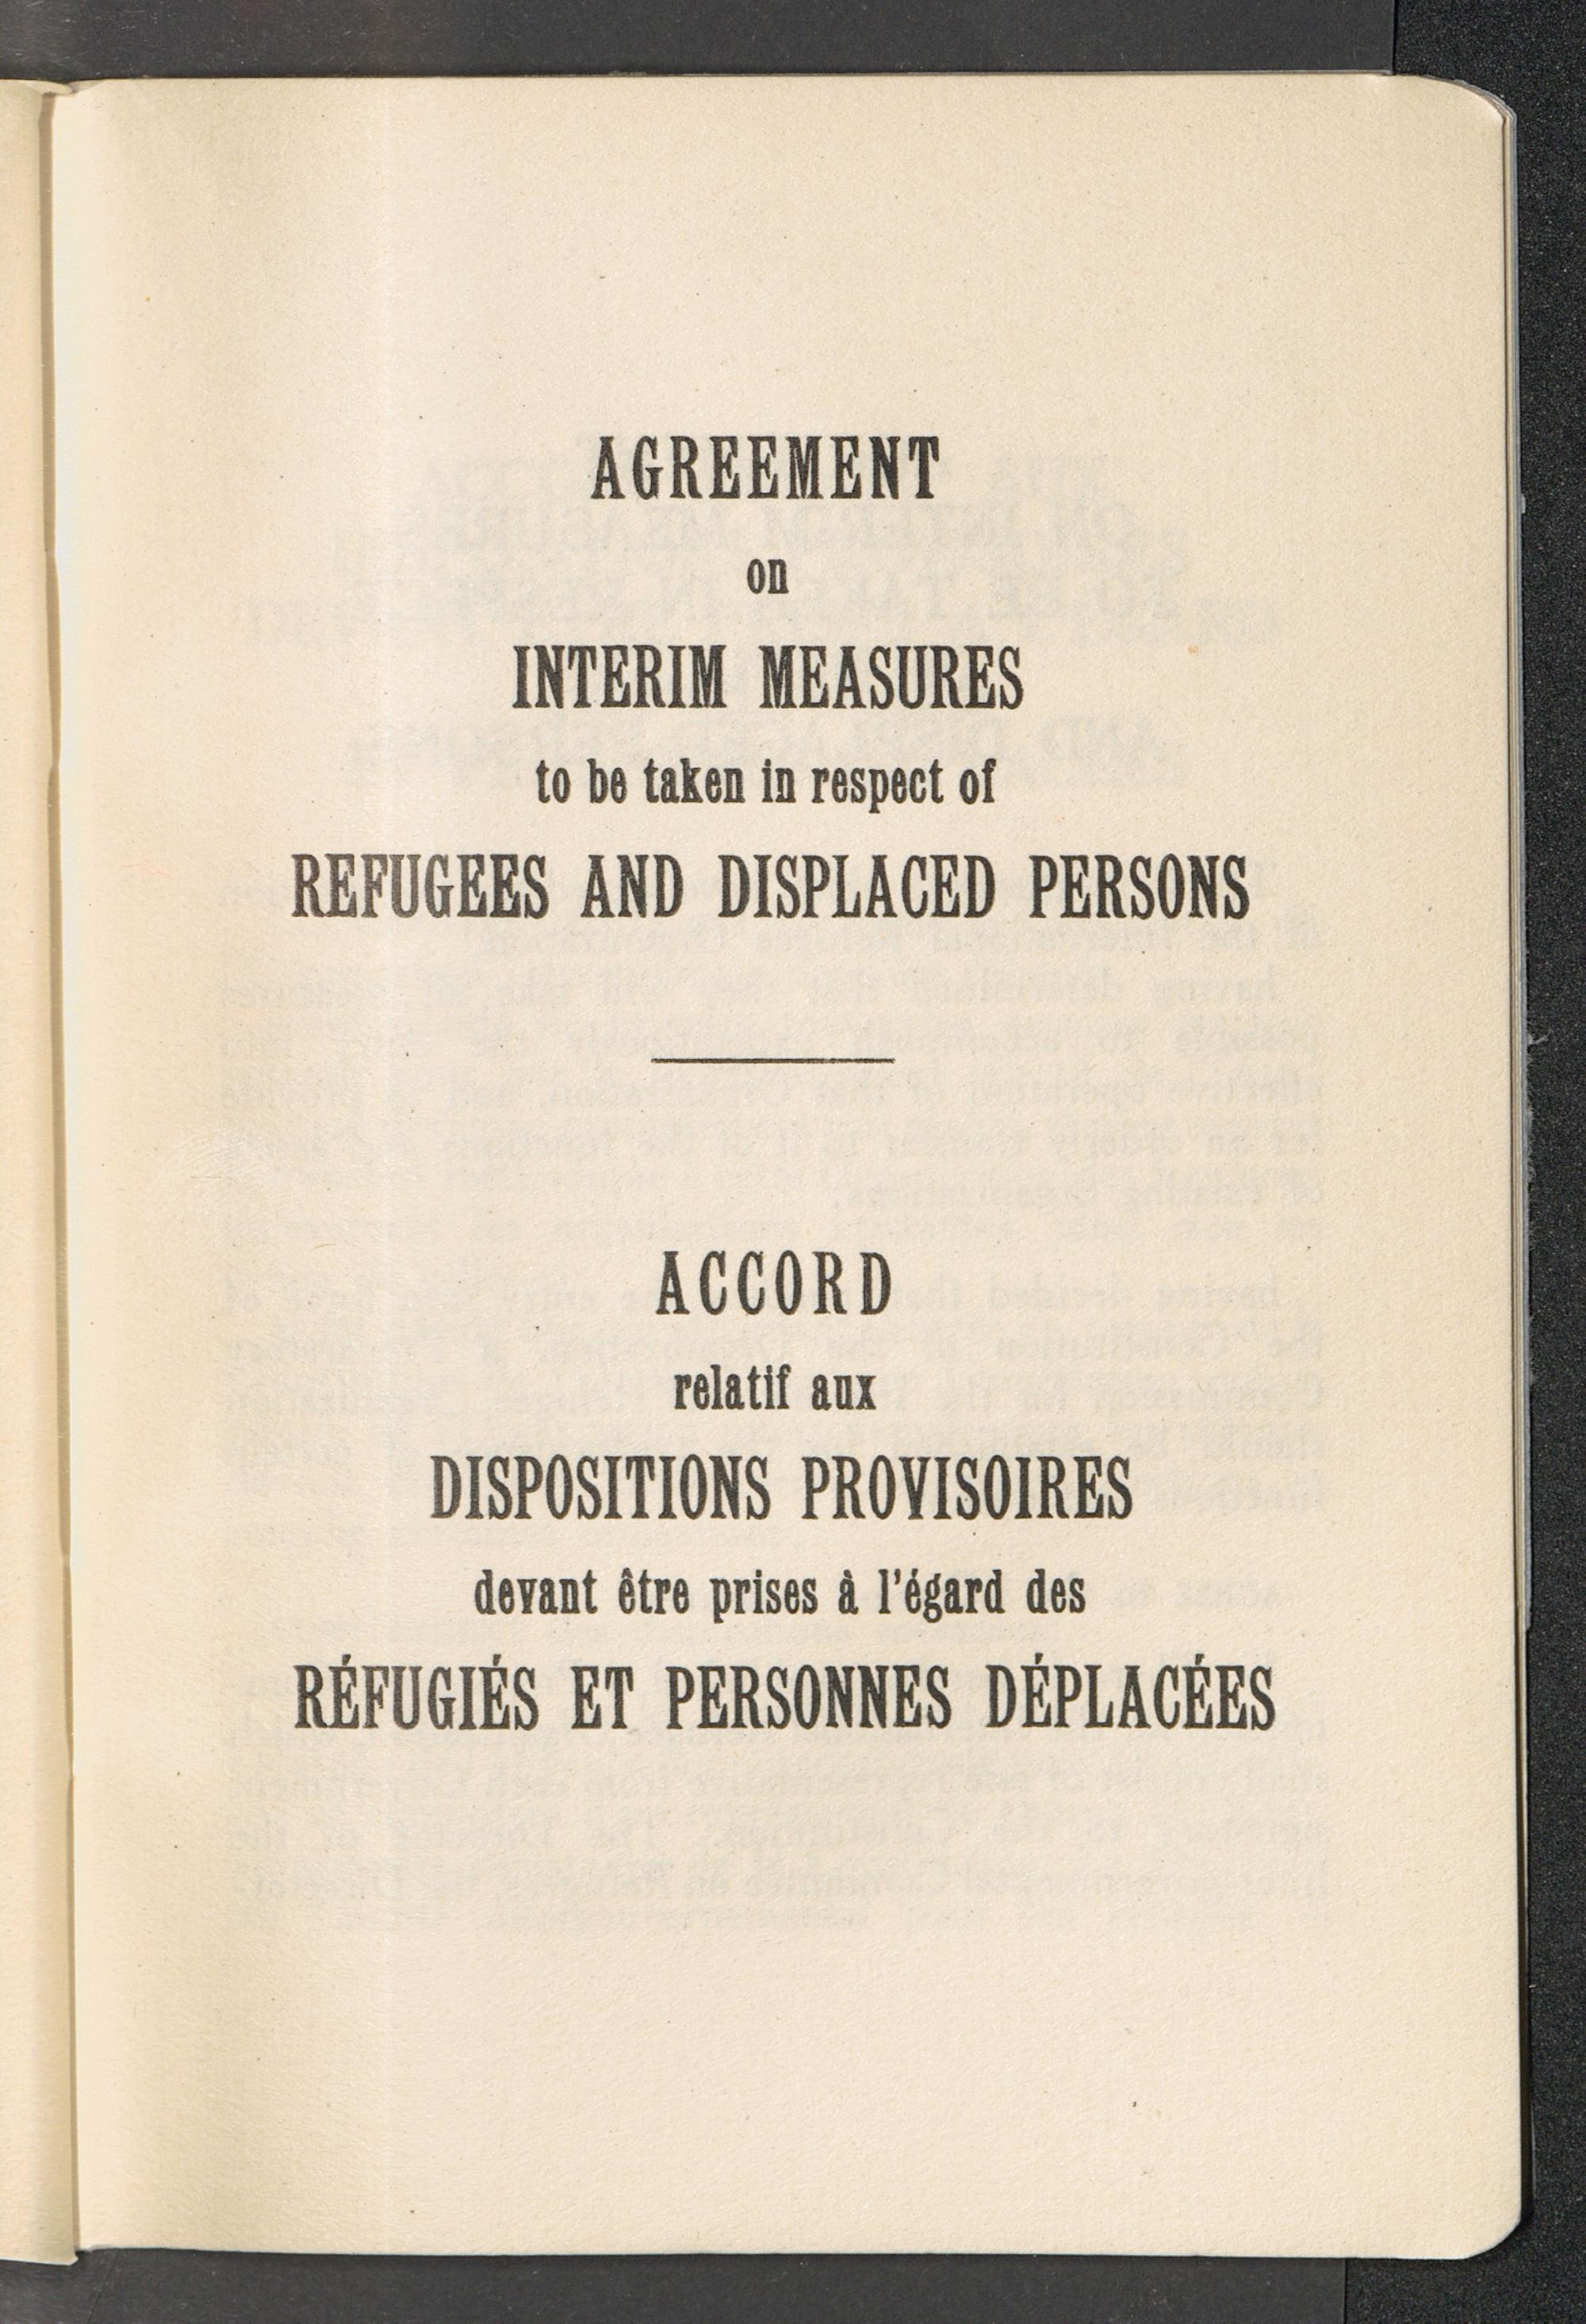 AGREEMENT
on
INTERIM MEASURES
to be taken in respect of
REFUGEES AND DISPLACED PERSONS
ACCORD
relatif aux
DISPOSITIONS PROVISOIRES
devant être prises à l'égard des
RÉFUGIÉS ET PERSONNES DÉPLACÉES